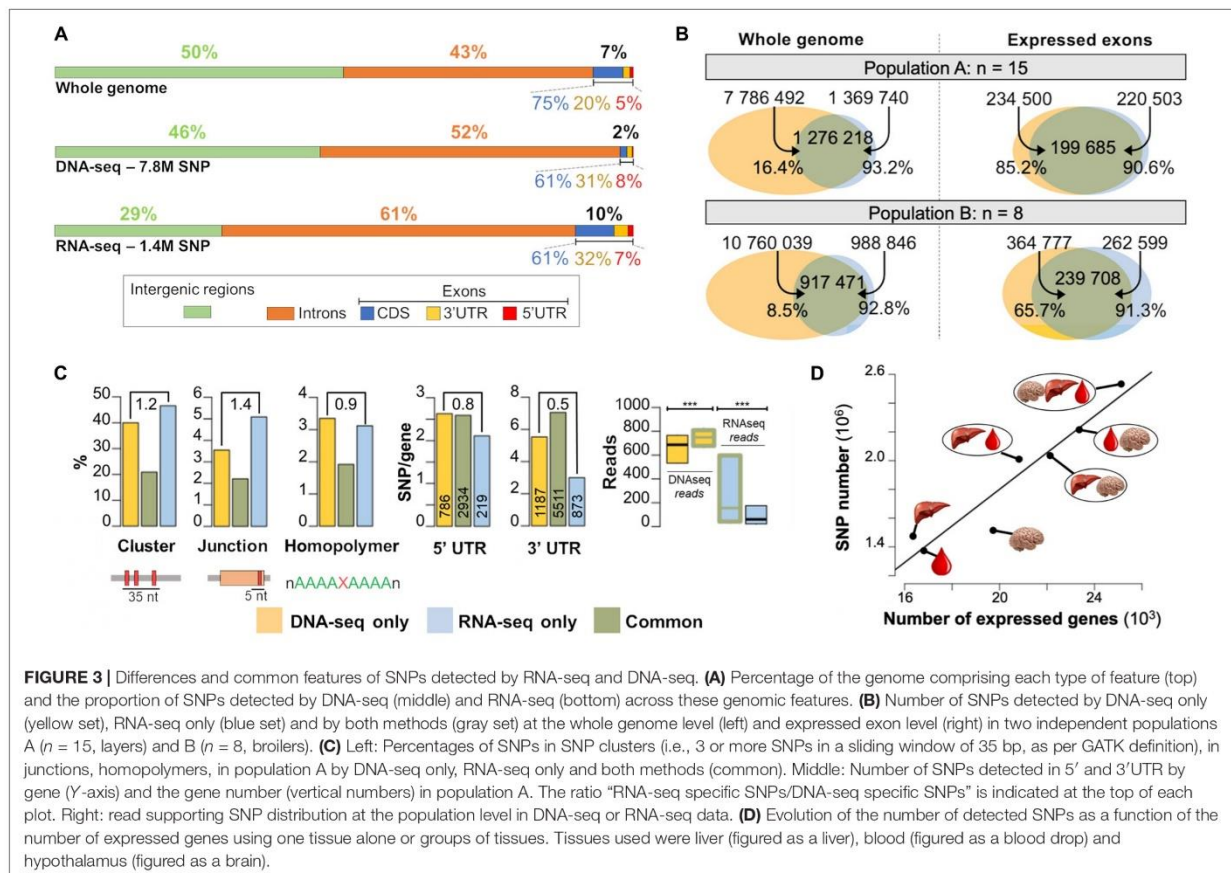 A
50%
43%
7%
Whole genome
75% 20% 5%
46%
52%
2%
DNA-seq – 7.8M SNP
61% 31% 8%
29%
61%
10%
RNA-seq – 1.4M SNP
61% 32% 7%
Intergenic regions
Introns
Exons
CDS
3'UTR
5'UTR
B
Whole genome
Expressed exons
Population A: n = 15
7 786 492
1 369 740
1 276 218
16.4%
93.2%
234 500
220 503
199 685
85.2%
90.6%
Population B: n = 8
10 760 039
988 846
917 471
8.5%
92.8%
364 777
262 599
239 708
65.7%
91.3%
C
%
50
40
30
20
10
0
1.2
Cluster
35 nt
6
5
4
3
2
1
0
1.4
Junction
5 nt
4
3
2
1
0
0.9
Homopolymer
nAAAAXAAAAn
SNP/gene
3
2
1
0
0.8
786
2934
219
5' UTR
8
6
4
2
0
0.5
1187
5511
873
3' UTR
Reads
1000
800
600
400
200
0
***
***
RNAseq
reads
DNAseq
reads
DNA-seq only
RNA-seq only
Common
D
SNP number (10⁶)
2.6
2.0
1.4
16
20
24
Number of expressed genes (10³)
FIGURE 3 | Differences and common features of SNPs detected by RNA-seq and DNA-seq. (A) Percentage of the genome comprising each type of feature (top)
and the proportion of SNPs detected by DNA-seq (middle) and RNA-seq (bottom) across these genomic features. (B) Number of SNPs detected by DNA-seq only
(yellow set), RNA-seq only (blue set) and by both methods (gray set) at the whole genome level (left) and expressed exon level (right) in two independent populations
A (n = 15, layers) and B (n = 8, broilers). (C) Left: Percentages of SNPs in SNP clusters (i.e., 3 or more SNPs in a sliding window of 35 bp, as per GATK definition), in
junctions, homopolymers, in population A by DNA-seq only, RNA-seq only and both methods (common). Middle: Number of SNPs detected in 5′ and 3′UTR by
gene (Y-axis) and the gene number (vertical numbers) in population A. The ratio “RNA-seq specific SNPs/DNA-seq specific SNPs” is indicated at the top of each
plot. Right: read supporting SNP distribution at the population level in DNA-seq or RNA-seq data. (D) Evolution of the number of detected SNPs as a function of the
number of expressed genes using one tissue alone or groups of tissues. Tissues used were liver (figured as a liver), blood (figured as a blood drop) and
hypothalamus (figured as a brain).